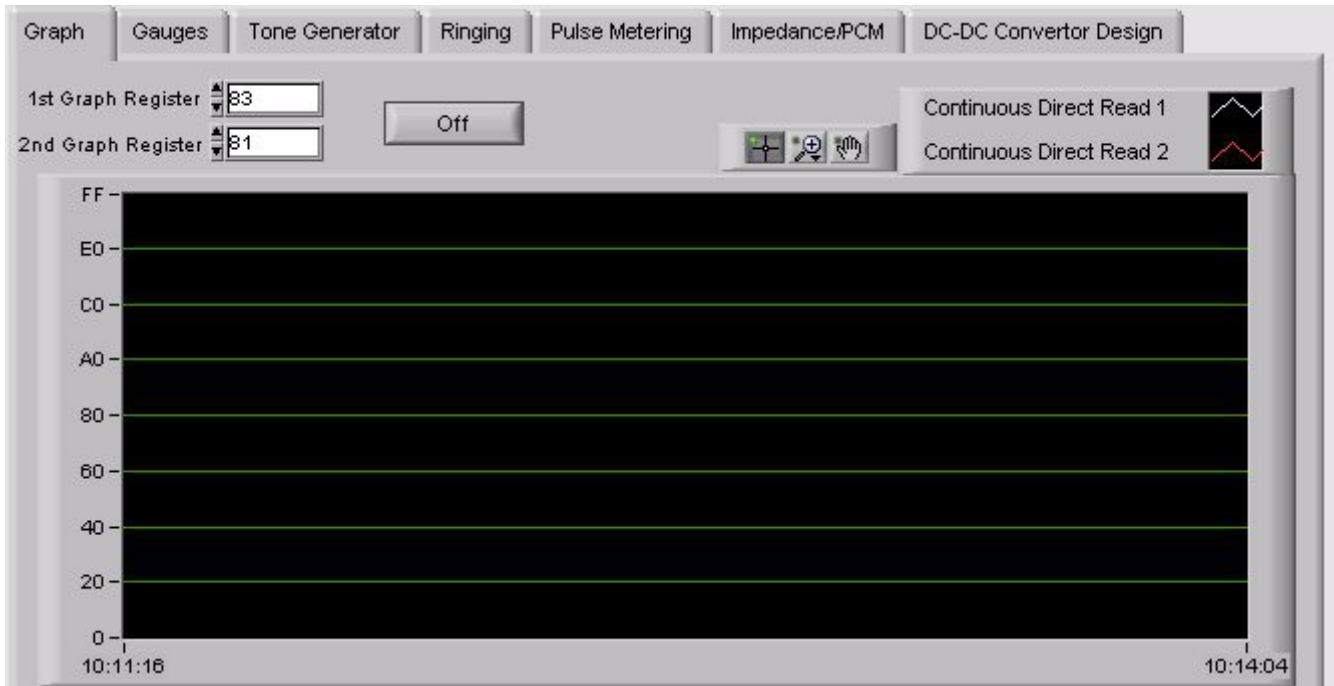 Graph Gauges Tone Generator Ringing Pulse Metering Impedance/PCM DC-DC Convertor Design
1st Graph Register 83
2nd Graph Register 81
Off
Continuous Direct Read 1
Continuous Direct Read 2
FF
E0
C0
A0
80
60
40
20
0
10:11:16 10:14:04